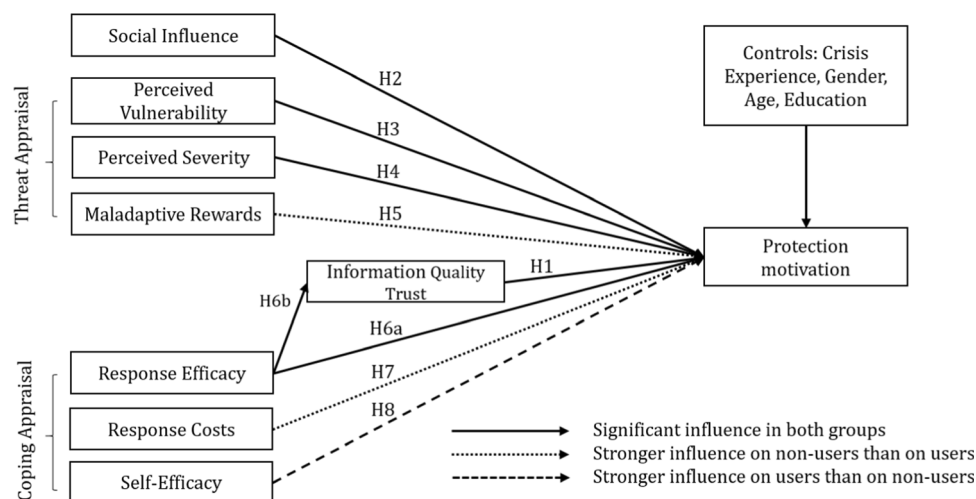 Social Influence
H2
Controls: Crisis
Experience, Gender,
Age, Education
Threat Appraisal
Perceived
Vulnerability
H3
Perceived Severity
H4
Maladaptive Rewards
H5
Protection
motivation
Information Quality
Trust
H1
H6b
H6a
Coping Appraisal
Response Efficacy
H7
Response Costs
H8
Self-Efficacy
Significant influence in both groups
Stronger influence on non-users than on users
Stronger influence on users than on non-users